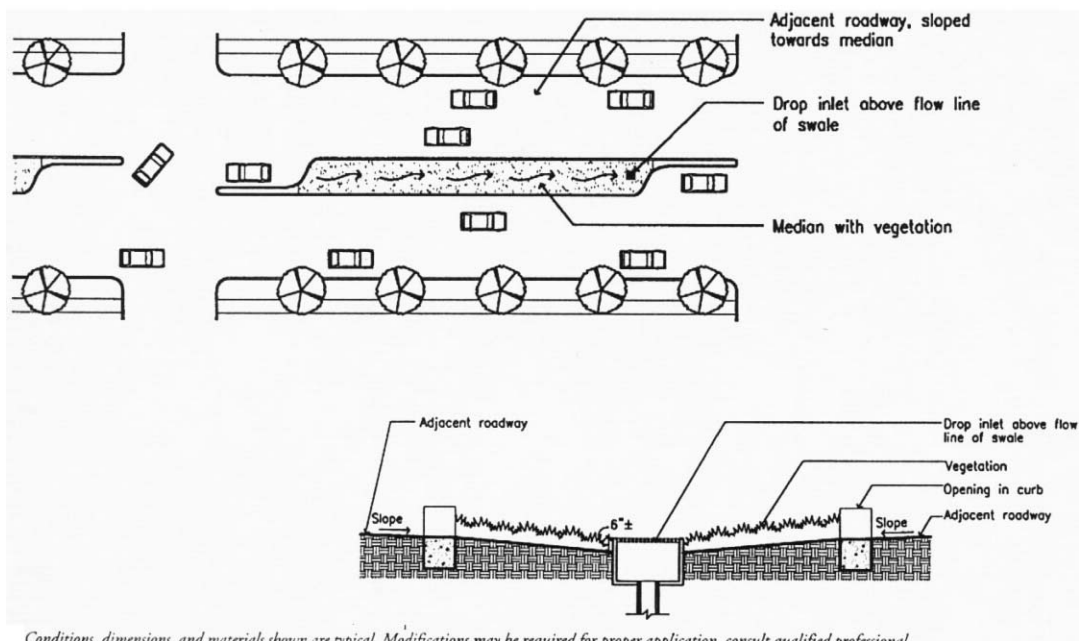 Adjacent roadway, sloped
towards median
Drop inlet above flow line
of swale
Median with vegetation
Adjacent roadway
Drop inlet above flow
line of swale
Vegetation
Opening in curb
Adjacent roadway
Slope
6"±
Slope
Conditions, dimensions, and materials shown are typical. Modifications may be required for proper application, consult qualified professional.